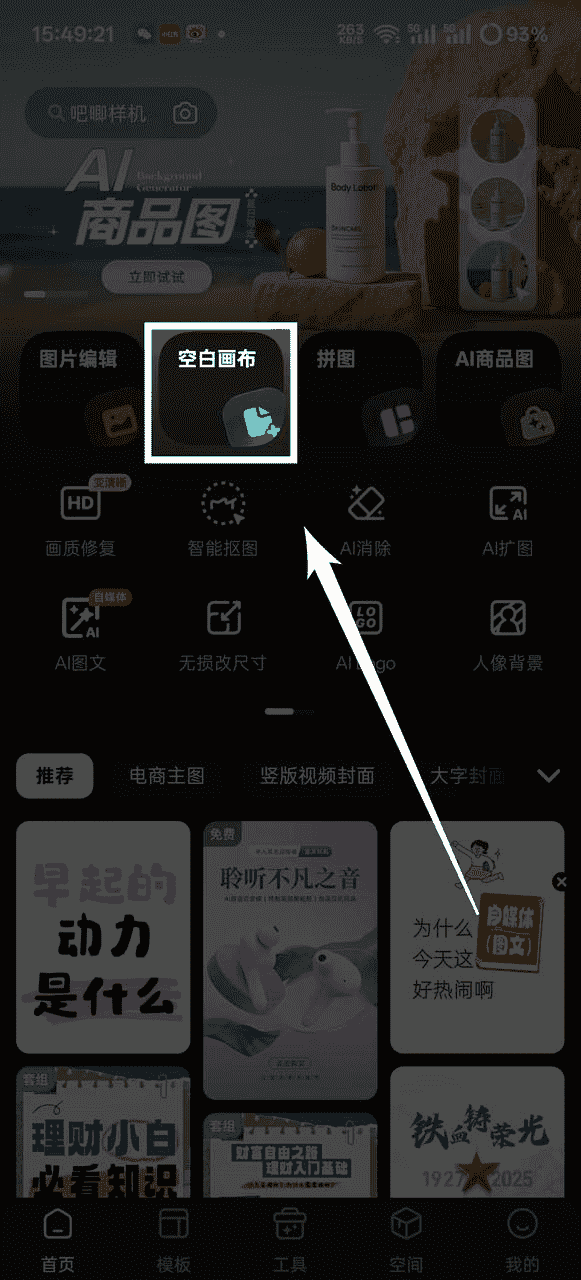 15:49:21 263 KB/S 5G 5G 93%
吧唧样机
AI Background Generator
商品图
立即试试
Body Lotion
SKINCARE
图片编辑 空白画布 拼图 AI商品图
变清晰
HD
画质修复 智能抠图 AI消除 AI扩图
自媒体
AI图文 无损改尺寸 AI Logo 人像背景
推荐 电商主图 竖版视频封面 大字封面
早起的
动力
是什么
免费
聆听不凡之音
为什么
今天这
好热闹啊
自媒体
(图文)
套组
理财小白
必看知识
套组
财富自由之路
理财入门基础
铁血铸荣光
1927 2025
首页 模板 工具 空间 我的